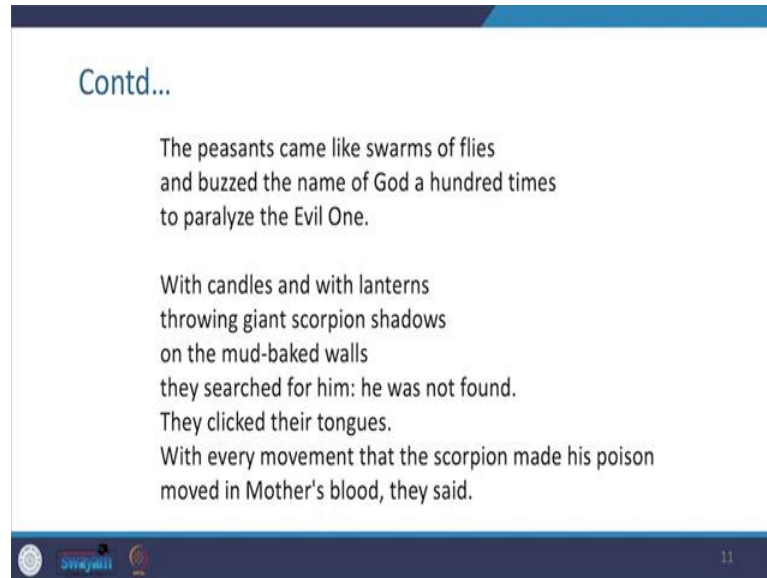 Contd...
The peasants came like swarms of flies
and buzzed the name of God a hundred times
to paralyze the Evil One.
With candles and with lanterns
throwing giant scorpion shadows
on the mud-baked walls
they searched for him: he was not found.
They clicked their tongues.
With every movement that the scorpion made his poison
moved in Mother's blood, they said.
swayam
11